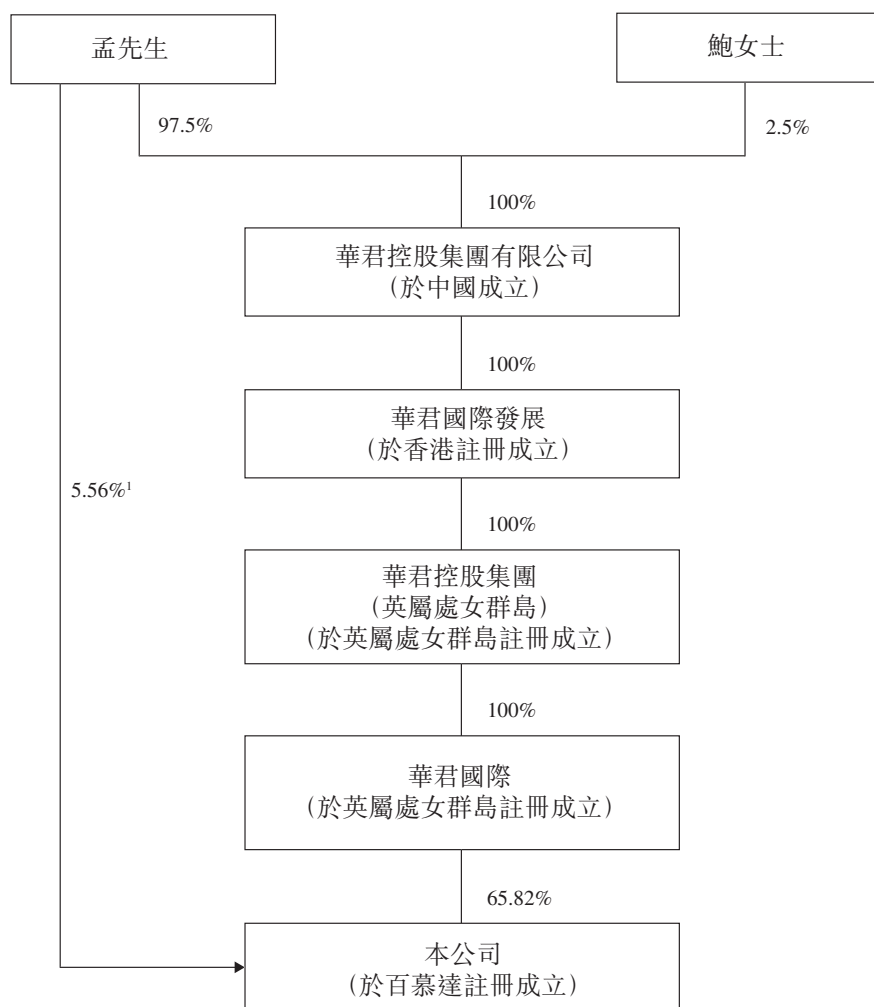 孟先生
鮑女士
97.5%
2.5%
100%
華君控股集團有限公司
（於中國成立）
100%
華君國際發展
（於香港註冊成立）
5.56%¹
100%
華君控股集團
（英屬處女群島）
（於英屬處女群島註冊成立）
100%
華君國際
（於英屬處女群島註冊成立）
65.82%
本公司
（於百慕達註冊成立）